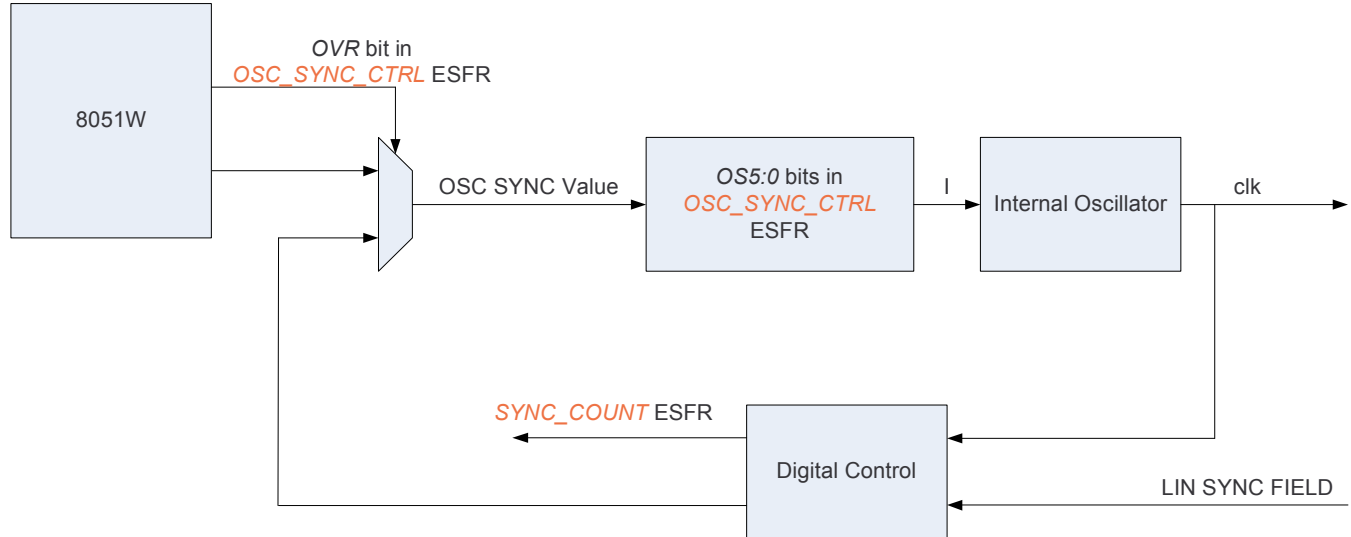 OVR bit in
OSC_SYNC_CTRL ESFR
8051W
OSC SYNC Value
OS5:0 bits in
OSC_SYNC_CTRL
ESFR
I
Internal Oscillator
clk
SYNC_COUNT ESFR
Digital Control
LIN SYNC FIELD